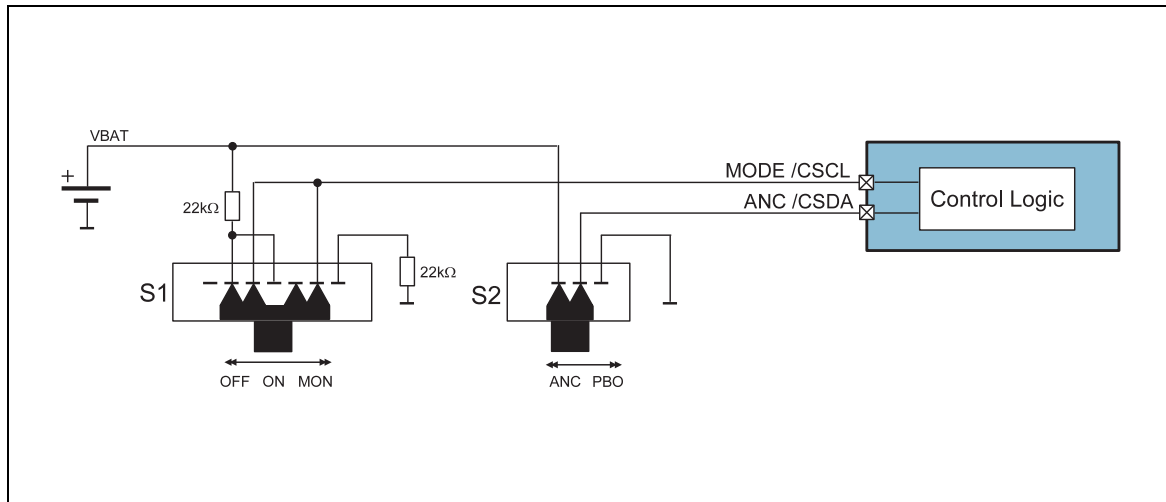 VBAT
+
MODE /CSCL
ANC /CSDA
Control Logic
22kΩ
22kΩ
S1
S2
OFF ON MON
ANC PBO